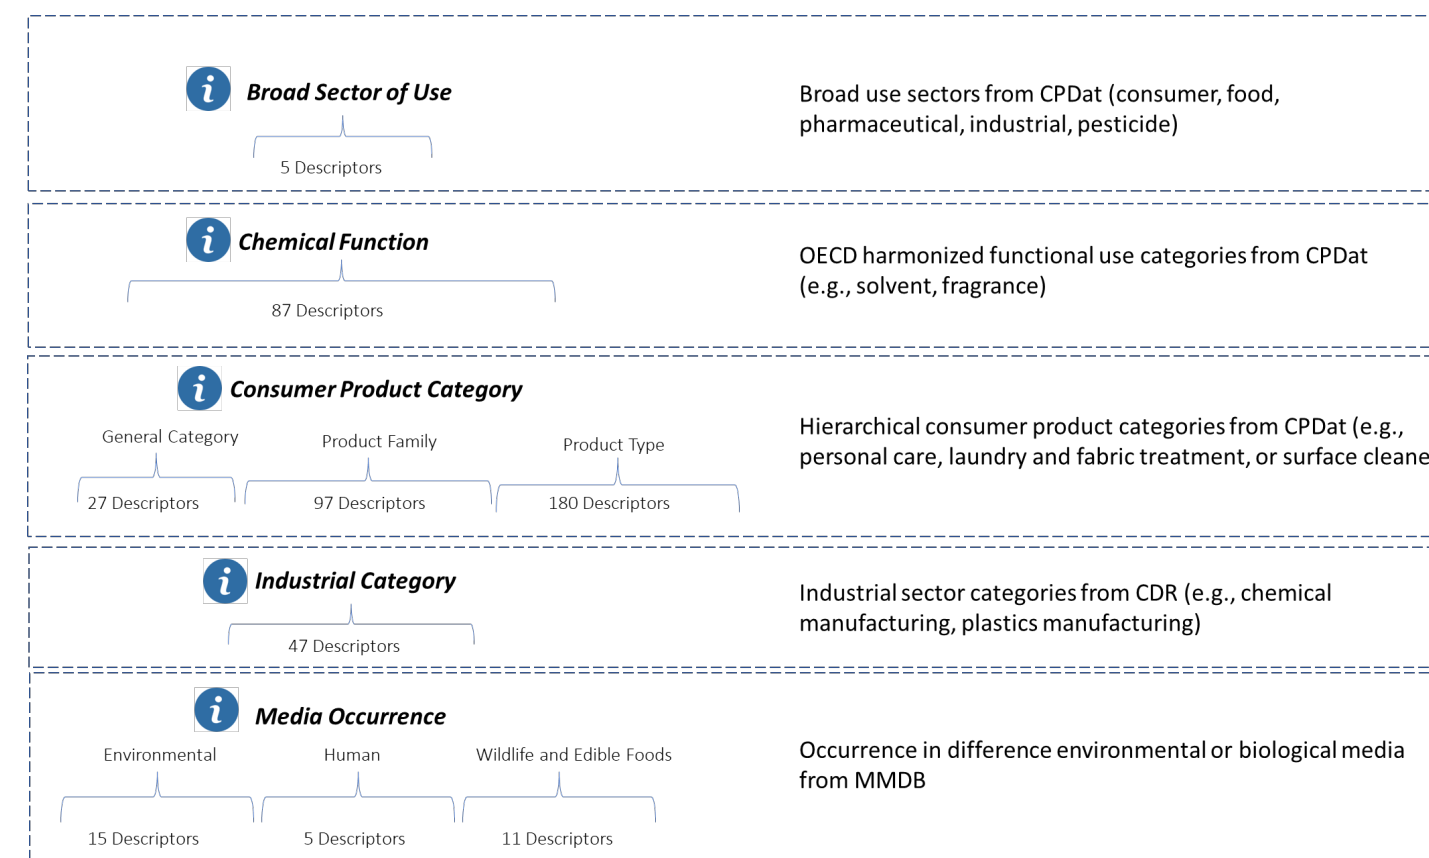 i Broad Sector of Use
5 Descriptors
Broad use sectors from CPDat (consumer, food,
pharmaceutical, industrial, pesticide)
i Chemical Function
87 Descriptors
OECD harmonized functional use categories from CPDat
(e.g., solvent, fragrance)
i Consumer Product Category
General Category Product Family Product Type
27 Descriptors 97 Descriptors 180 Descriptors
Hierarchical consumer product categories from CPDat (e.g.,
personal care, laundry and fabric treatment, or surface cleane
i Industrial Category
47 Descriptors
Industrial sector categories from CDR (e.g., chemical
manufacturing, plastics manufacturing)
i Media Occurrence
Environmental Human Wildlife and Edible Foods
15 Descriptors 5 Descriptors 11 Descriptors
Occurrence in difference environmental or biological media
from MMDB